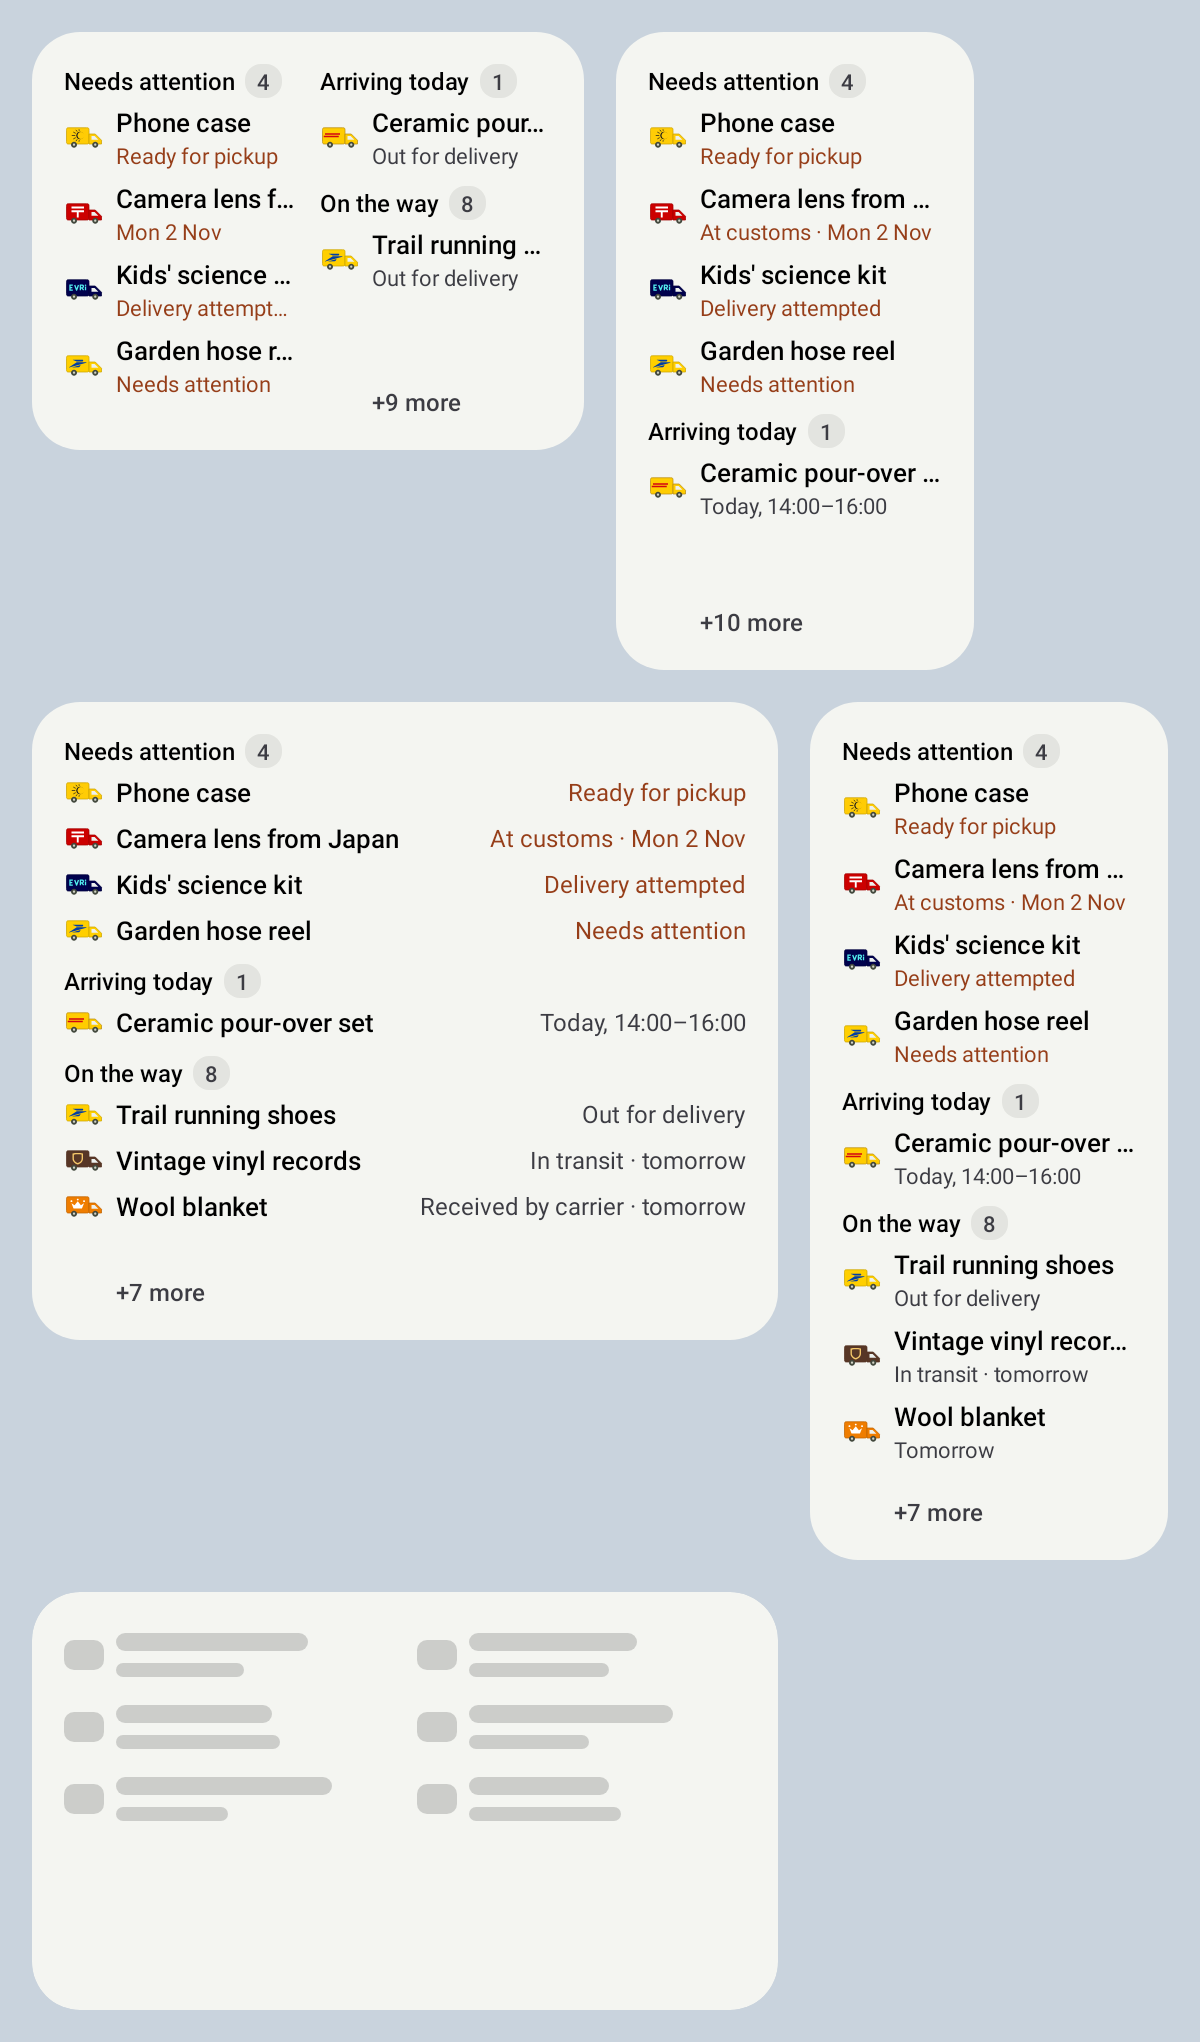 Needs attention 4
Phone case
Ready for pickup
Camera lens f...
Mon 2 Nov
EVRi
Kids' science ...
Delivery attempt...
Garden hose r...
Needs attention
Arriving today 1
Ceramic pour...
Out for delivery
On the way 8
Trail running ...
Out for delivery
+9 more
Needs attention 4
Phone case
Ready for pickup
Camera lens from ...
At customs · Mon 2 Nov
EVRi
Kids' science kit
Delivery attempted
Garden hose reel
Needs attention
Arriving today 1
Ceramic pour-over ...
Today, 14:00–16:00
+10 more
Needs attention 4
Phone case Ready for pickup
Camera lens from Japan At customs · Mon 2 Nov
EVRi Kids' science kit Delivery attempted
Garden hose reel Needs attention
Arriving today 1
Ceramic pour-over set Today, 14:00–16:00
On the way 8
Trail running shoes Out for delivery
Vintage vinyl records In transit · tomorrow
Wool blanket Received by carrier · tomorrow
+7 more
Needs attention 4
Phone case
Ready for pickup
Camera lens from ...
At customs · Mon 2 Nov
EVRi
Kids' science kit
Delivery attempted
Garden hose reel
Needs attention
Arriving today 1
Ceramic pour-over ...
Today, 14:00–16:00
On the way 8
Trail running shoes
Out for delivery
Vintage vinyl recor...
In transit · tomorrow
Wool blanket
Tomorrow
+7 more